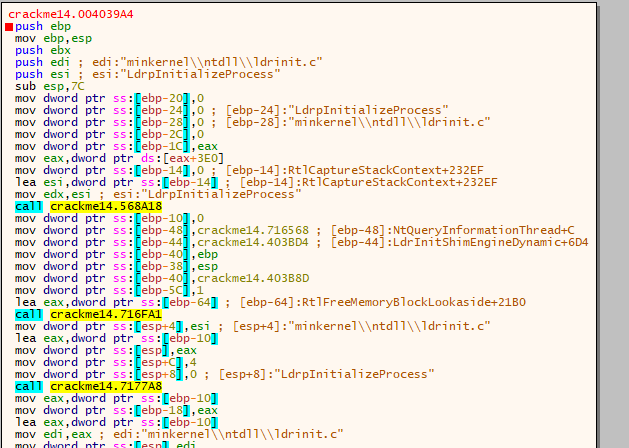 crackme14.004039A4
push ebp
mov ebp,esp
push ebx
push edi ; edi:"minkernel\\ntdll\\ldrinit.c"
push esi ; esi:"LdrpInitializeProcess"
sub esp,7C
mov dword ptr ss:[ebp-20],0
mov dword ptr ss:[ebp-24],0 ; [ebp-24]:"LdrpInitializeProcess"
mov dword ptr ss:[ebp-28],0 ; [ebp-28]:"minkernel\\ntdll\\ldrinit.c"
mov dword ptr ss:[ebp-2C],0
mov dword ptr ss:[ebp-1C],eax
mov eax,dword ptr ds:[eax+3E0]
mov dword ptr ss:[ebp-14],0 ; [ebp-14]:RtlCaptureStackContext+232EF
lea esi,dword ptr ss:[ebp-14] ; [ebp-14]:RtlCaptureStackContext+232EF
mov edx,esi ; esi:"LdrpInitializeProcess"
call crackme14.568A18
mov dword ptr ss:[ebp-10],0
mov dword ptr ss:[ebp-48],crackme14.716568 ; [ebp-48]:NtQueryInformationThread+C
mov dword ptr ss:[ebp-44],crackme14.403BD4 ; [ebp-44]:LdrInitShimEngineDynamic+6D4
mov dword ptr ss:[ebp-40],ebp
mov dword ptr ss:[ebp-38],esp
mov dword ptr ss:[ebp-40],crackme14.403B8D
mov dword ptr ss:[ebp-5C],1
lea eax,dword ptr ss:[ebp-64] ; [ebp-64]:RtlFreeMemoryBlockLookaside+21B0
call crackme14.716FA1
mov dword ptr ss:[esp+4],esi ; [esp+4]:"minkernel\\ntdll\\ldrinit.c"
lea eax,dword ptr ss:[ebp-10]
mov dword ptr ss:[esp],eax
mov dword ptr ss:[esp+C],4
mov dword ptr ss:[esp+8],0 ; [esp+8]:"LdrpInitializeProcess"
call crackme14.7177A8
mov eax,dword ptr ss:[ebp-10]
mov dword ptr ss:[ebp-18],eax
lea eax,dword ptr ss:[ebp-10]
mov edi,eax ; edi:"minkernel\\ntdll\\ldrinit.c"
mov dword ptr ss:[esp],edi